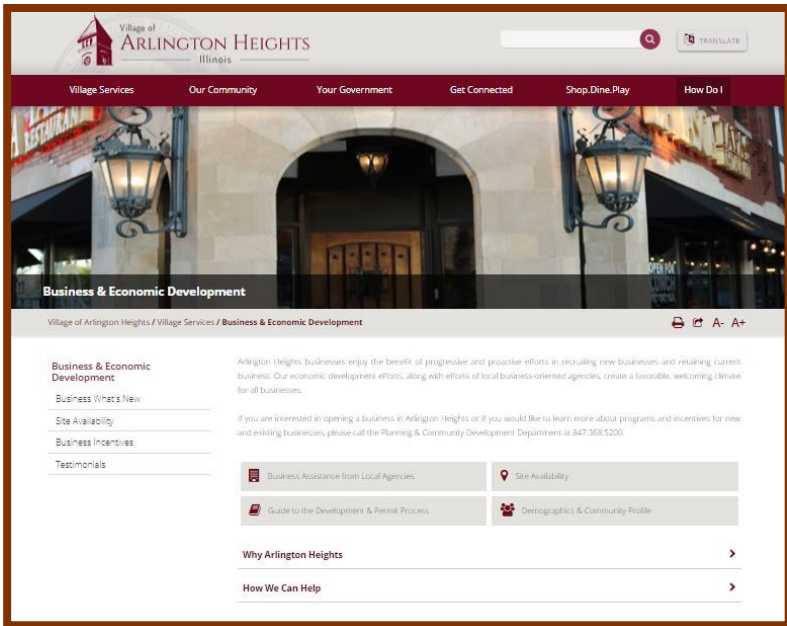 Village of
ARLINGTON HEIGHTS
Illinois
TRANSLATE
Village Services Our Community Your Government Get Connected Shop.Dine.Play How Do I
RESTAURANT
OPEN FOR
Business & Economic Development
Village of Arlington Heights / Village Services / Business & Economic Development A- A+
Business & Economic
Development
Business What's New
Site Availability
Business Incentives
Testimonials
Arlington Heights businesses enjoy the benefit of progressive and proactive efforts in recruiting new businesses and retaining current
business. Our economic development efforts, along with efforts of local business-oriented agencies, create a favorable, welcoming climate
for all businesses.
If you are interested in opening a business in Arlington Heights or if you would like to learn more about programs and incentives for new
and existing businesses, please call the Planning & Community Development Department at 847.368.5200.
Business Assistance from Local Agencies Site Availability
Guide to the Development & Permit Process Demographics & Community Profile
Why Arlington Heights
How We Can Help